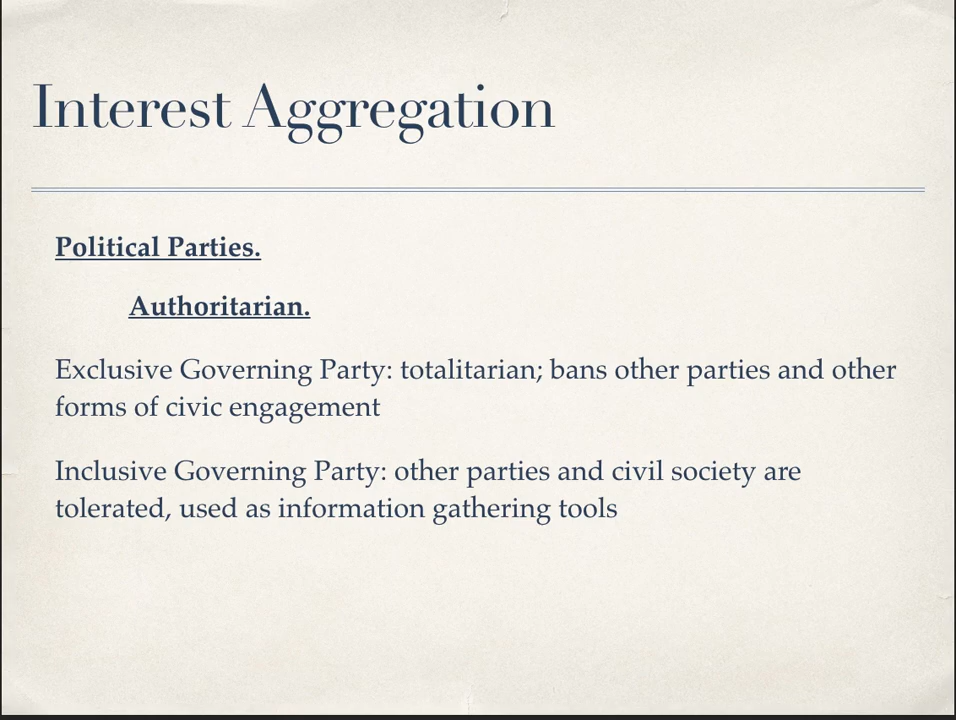 Interest Aggregation
Political Parties.
Authoritarian.
Exclusive Governing Party: totalitarian; bans other parties and other
forms of civic engagement
Inclusive Governing Party: other parties and civil society are
tolerated, used as information gathering tools